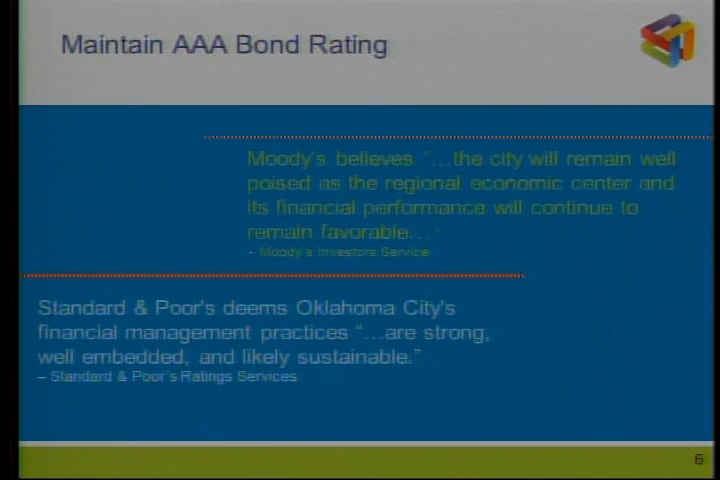 Maintain AAA Bond Rating
Moody's believes "...the city will remain well
poised as the regional economic center and
its financial performance will continue to
remain favorable..."
- Moody's Investors Service
Standard & Poor's deems Oklahoma City's
financial management practices "...are strong,
well embedded, and likely sustainable."
– Standard & Poor's Ratings Services
6